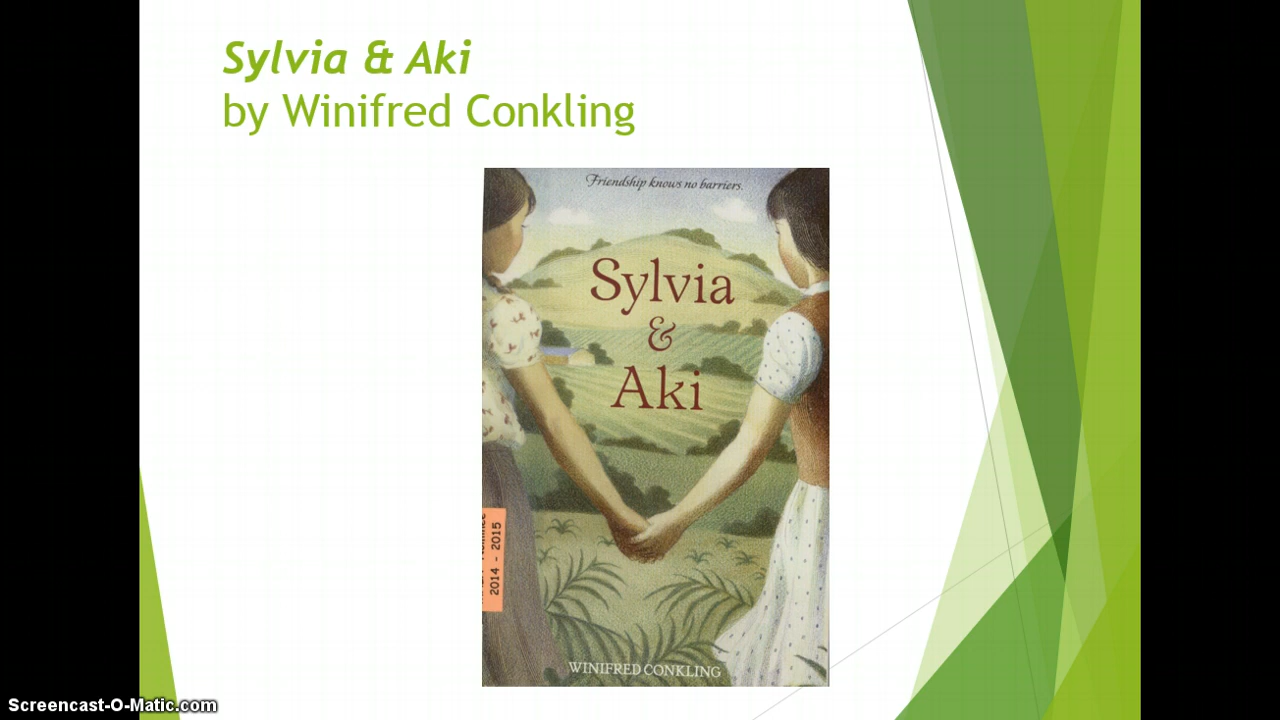 Sylvia & Aki
by Winifred Conkling
Friendship knows no barriers.
Sylvia
&
Aki
2014 - 2015
WINIFRED CONKLING
Screencast-O-Matic.com